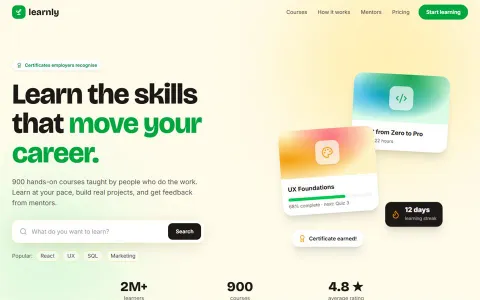 learnly
Courses
How it works
Mentors
Pricing
Start learning
Certificates employers recognise
Learn the skills
that move your
career.
900 hands-on courses taught by people who do the work.
Learn at your pace, build real projects, and get feedback
from mentors.
What do you want to learn?
Search
Popular:
React
UX
SQL
Marketing
from Zero to Pro
hours
UX Foundations
68% complete · next: Quiz 3
12 days
learning streak
Certificate earned!
2M+
learners
900
courses
4.8 ★
average rating